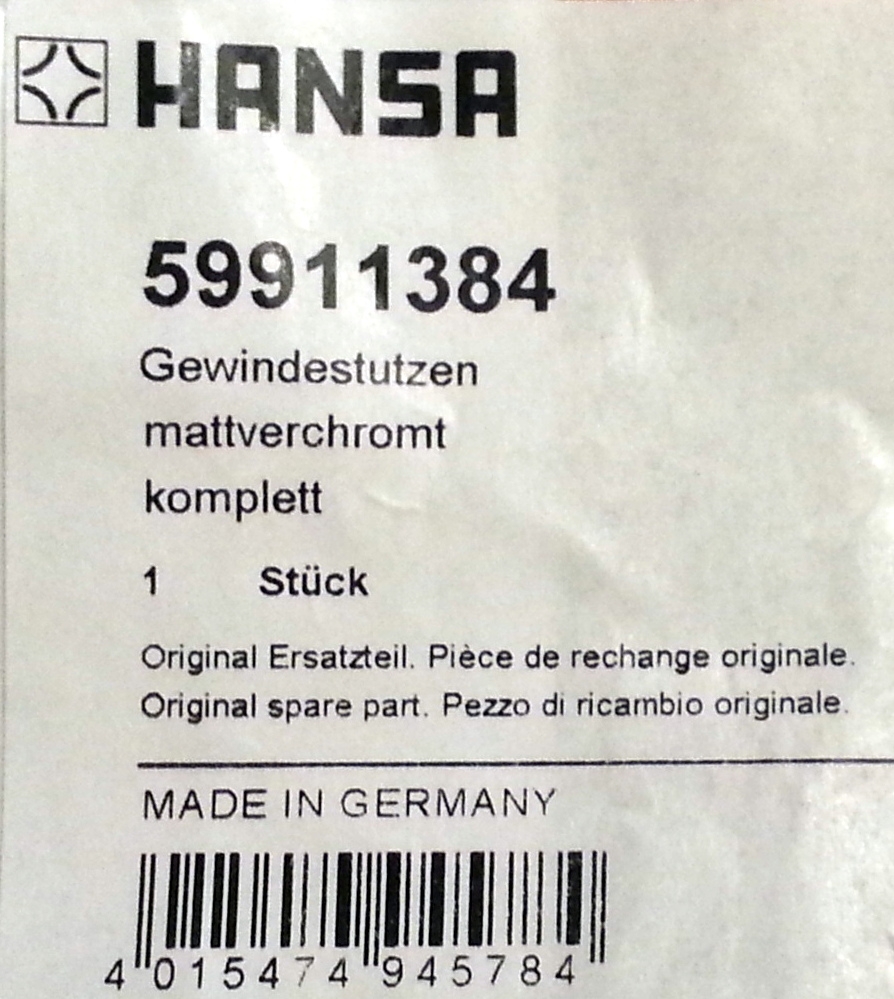 HANSA
59911384
Gewindestutzen
mattverchromt
komplett
1 Stück
Original Ersatzteil. Pièce de rechange originale.
Original spare part. Pezzo di ricambio originale.
MADE IN GERMANY
4 015474 945784